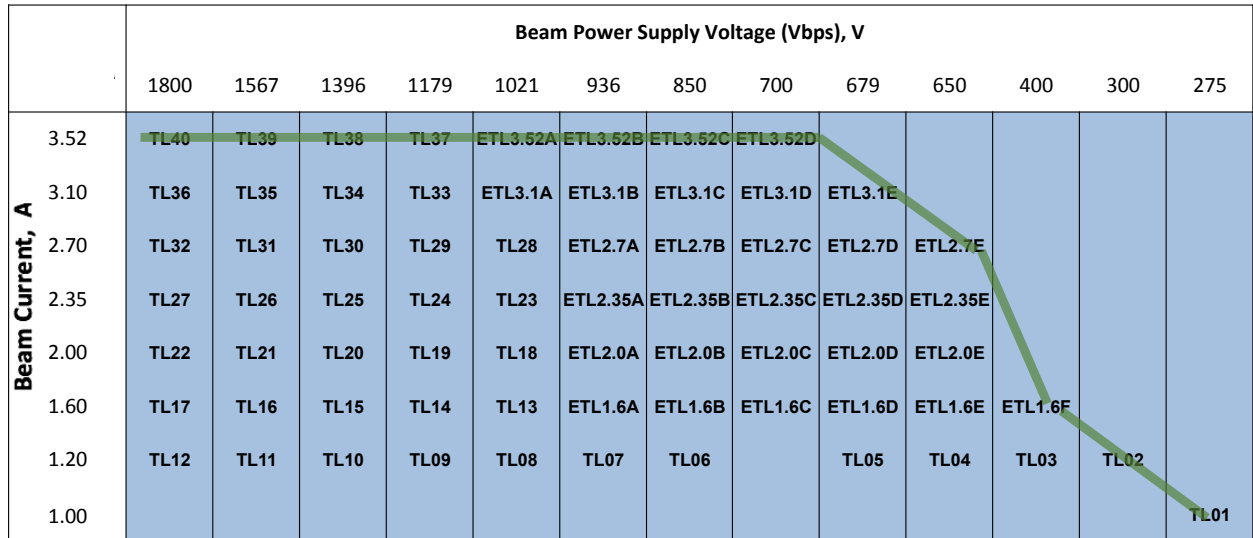 Beam Power Supply Voltage (Vbps), V
1800 1567 1396 1179 1021 936 850 700 679 650 400 300 275
Beam Current, A
3.52 TL40 TL39 TL38 TL37 ETL3.52A ETL3.52B ETL3.52C ETL3.52D
3.10 TL36 TL35 TL34 TL33 ETL3.1A ETL3.1B ETL3.1C ETL3.1D ETL3.1E
2.70 TL32 TL31 TL30 TL29 TL28 ETL2.7A ETL2.7B ETL2.7C ETL2.7D ETL2.7E
2.35 TL27 TL26 TL25 TL24 TL23 ETL2.35A ETL2.35B ETL2.35C ETL2.35D ETL2.35E
2.00 TL22 TL21 TL20 TL19 TL18 ETL2.0A ETL2.0B ETL2.0C ETL2.0D ETL2.0E
1.60 TL17 TL16 TL15 TL14 TL13 ETL1.6A ETL1.6B ETL1.6C ETL1.6D ETL1.6E ETL1.6F
1.20 TL12 TL11 TL10 TL09 TL08 TL07 TL06 TL05 TL04 TL03 TL02
1.00 TL01